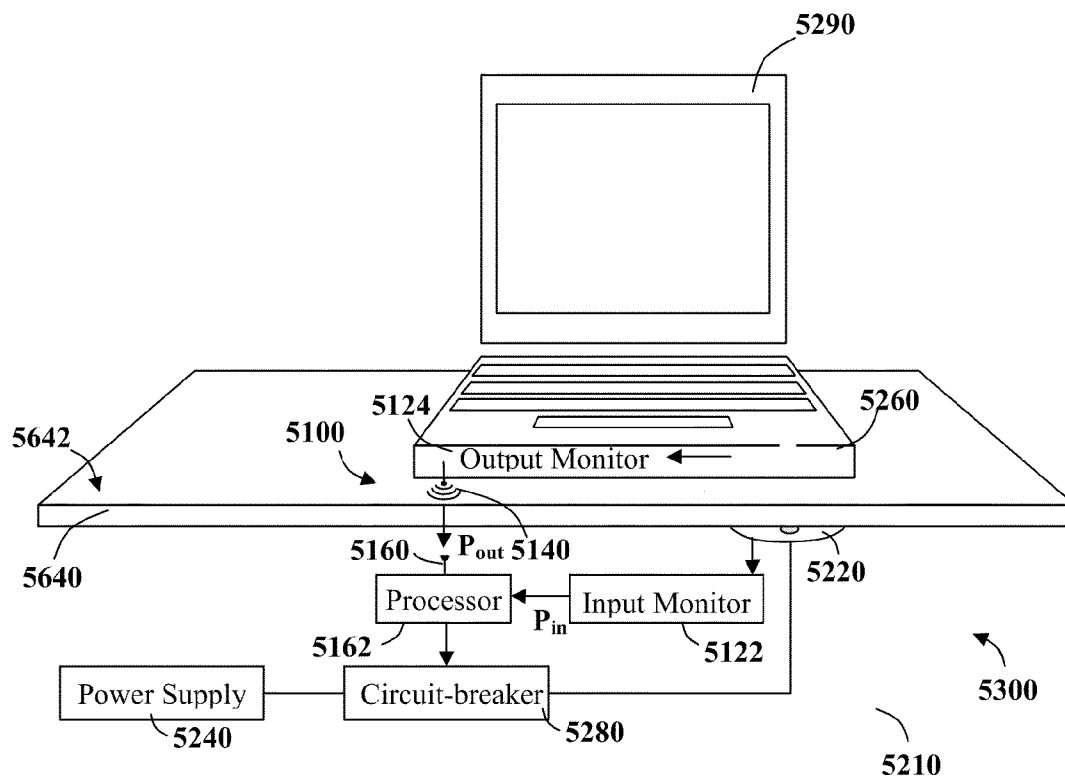 5290
5124
5260
5642
5100
Output Monitor
5640
5160
Pout
5140
5220
Processor
Pin
Input Monitor
5162
5122
Power Supply
Circuit-breaker
5300
5240
5280
5210